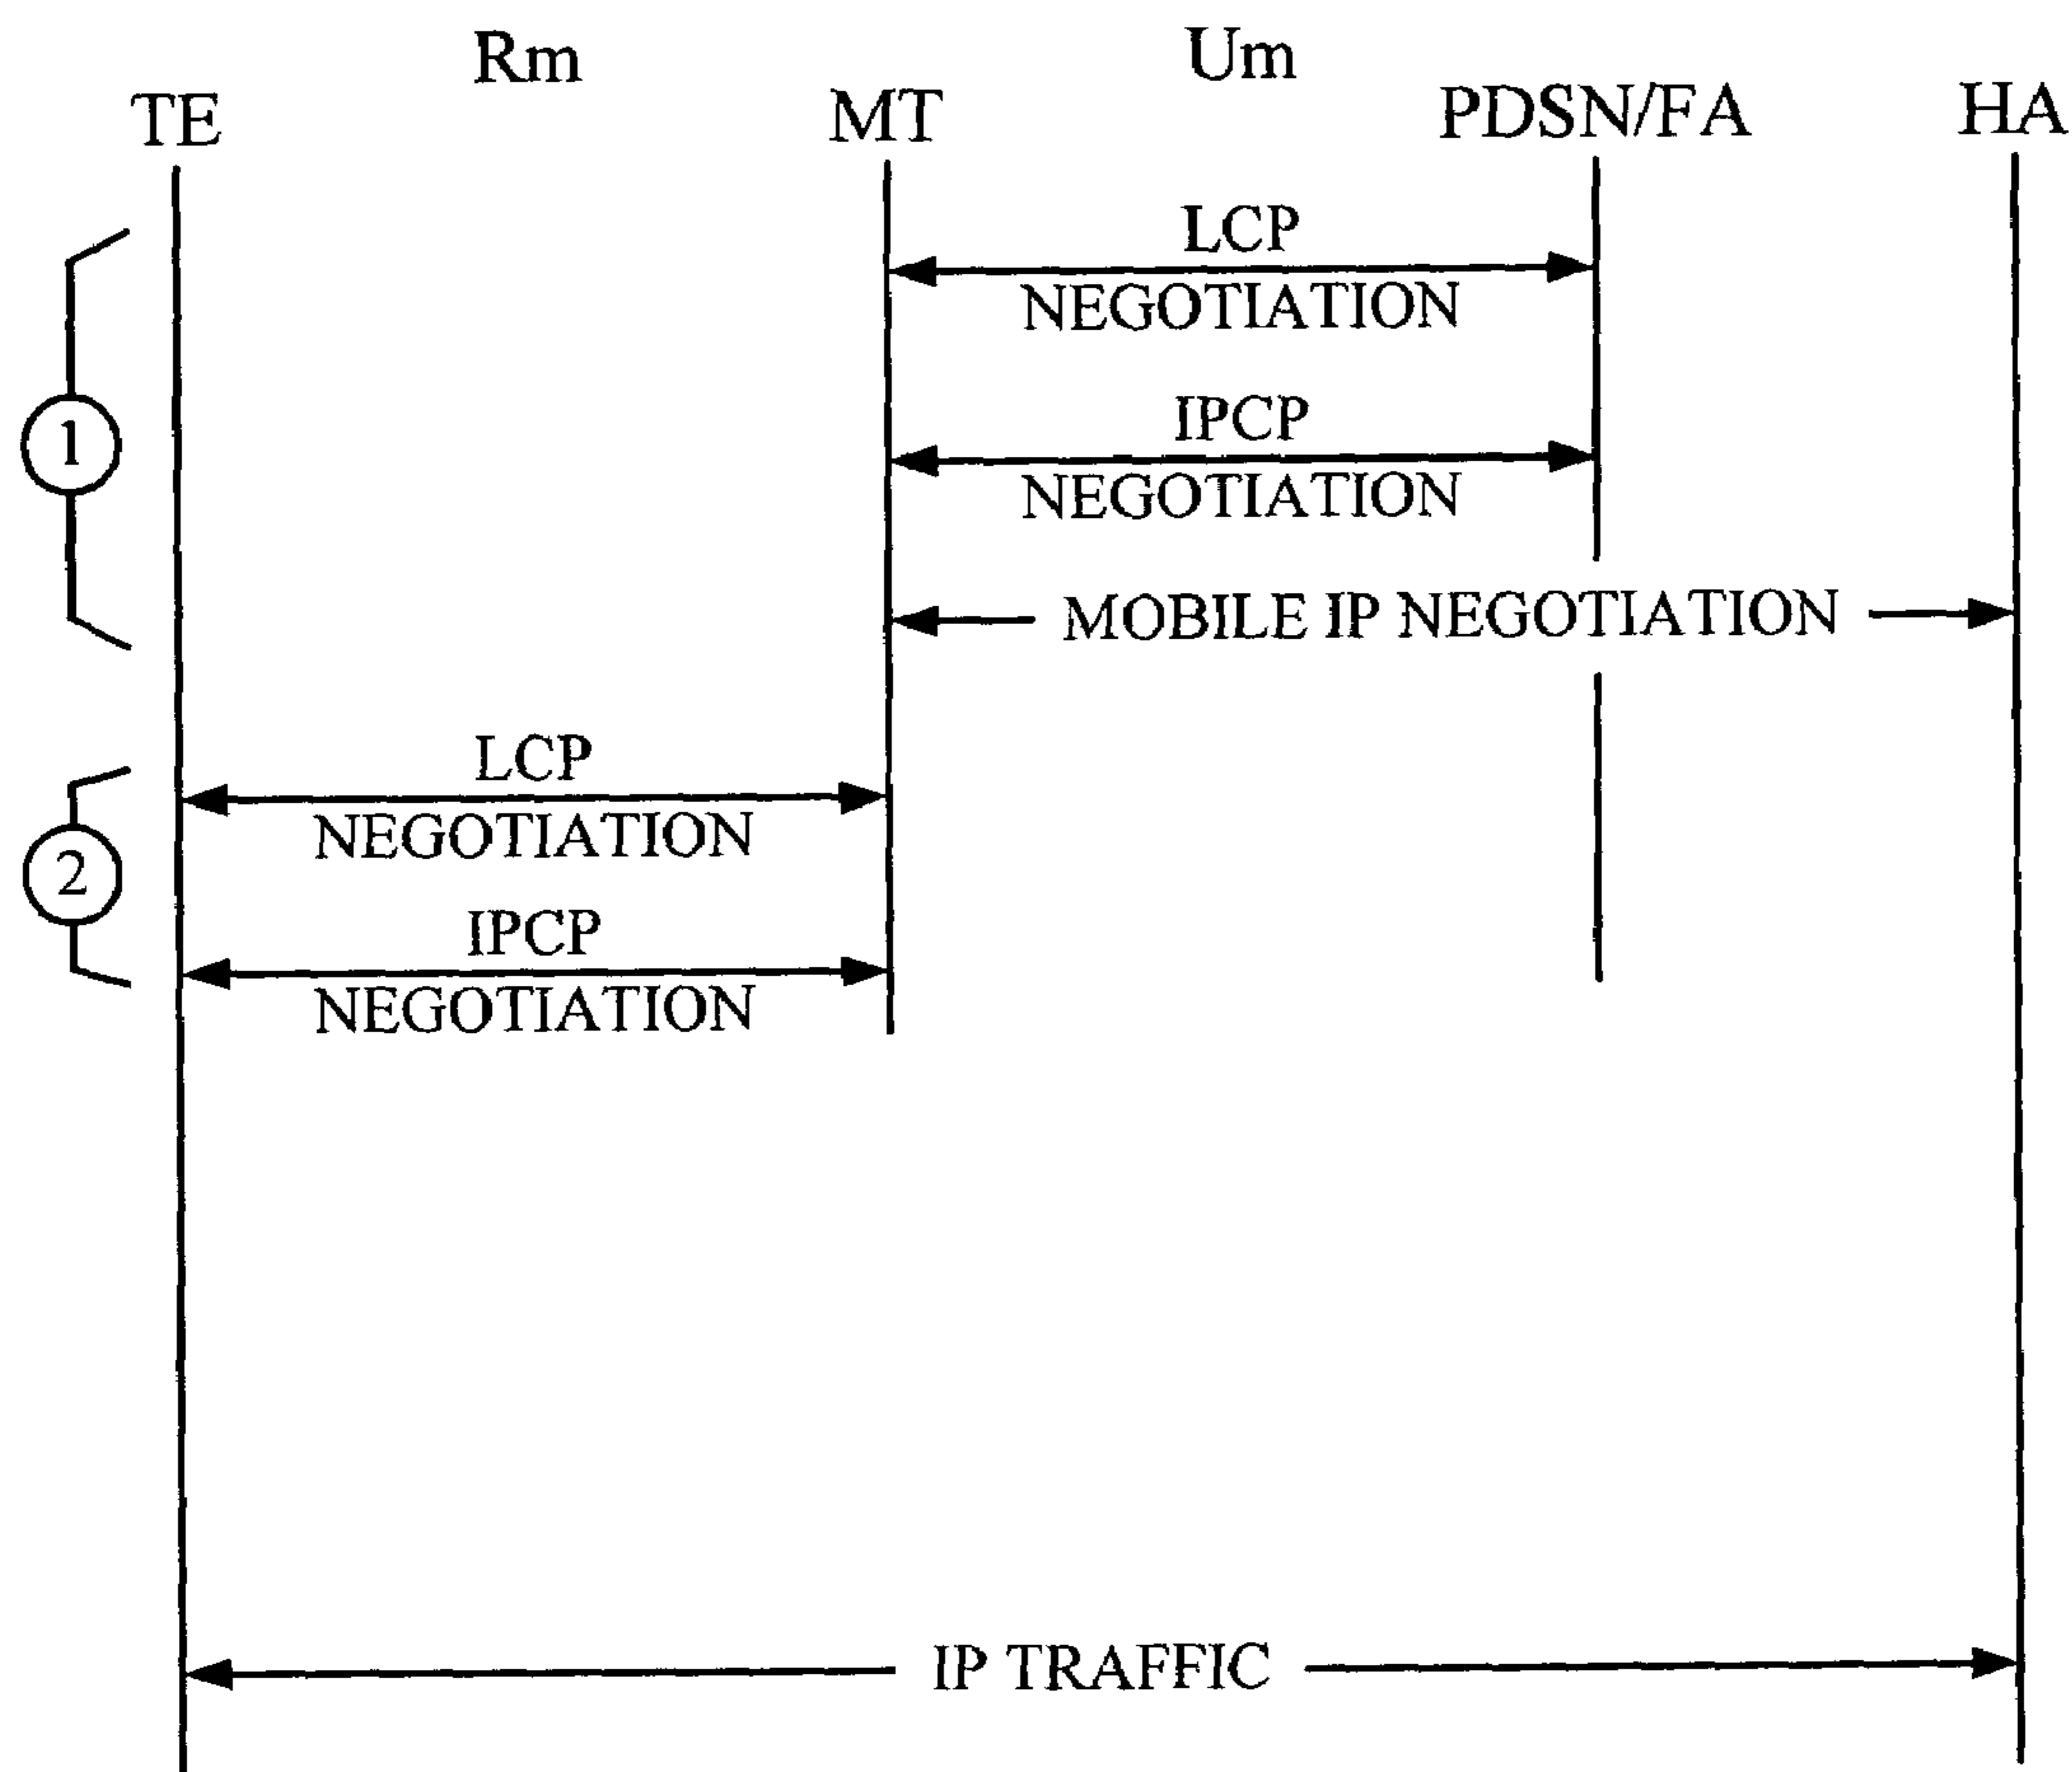 Rm
Um
TE
MT
PDSN/FA
HA
LCP
NEGOTIATION
1
IPCP
NEGOTIATION
MOBILE IP NEGOTIATION
LCP
NEGOTIATION
2
IPCP
NEGOTIATION
IP TRAFFIC